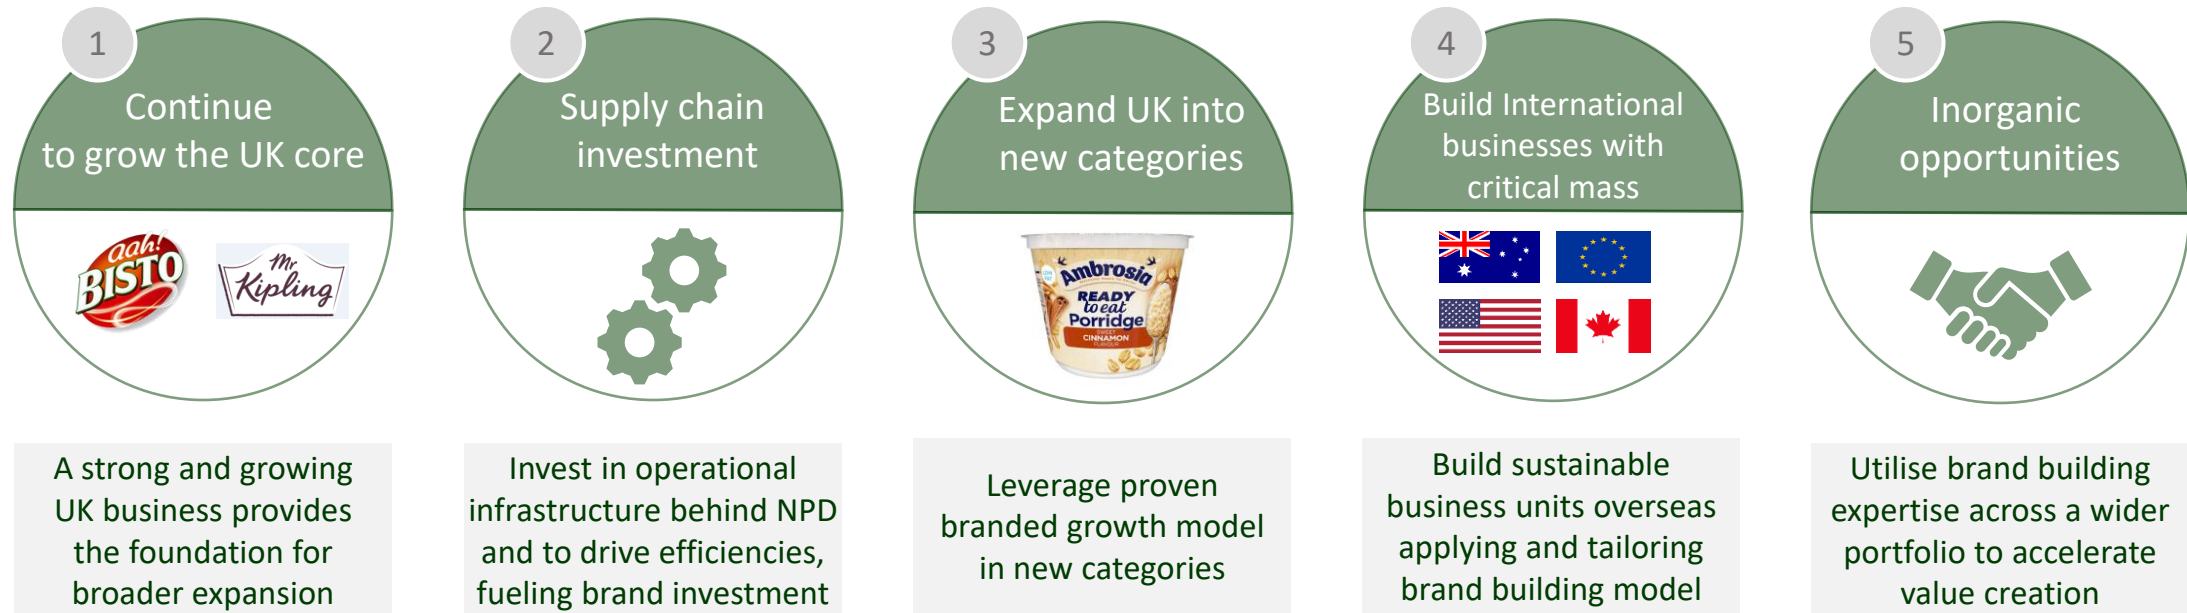 1
Continue
to grow the UK core
aah!
BISTO
Mr
Kipling
A strong and growing
UK business provides
the foundation for
broader expansion
2
Supply chain
investment
Invest in operational
infrastructure behind NPD
and to drive efficiencies,
fueling brand investment
3
Expand UK into
new categories
Ambrosia
READY
to eat
Porridge
SWEET
CINNAMON
FLAVOUR
Leverage proven
branded growth model
in new categories
4
Build International
businesses with
critical mass
Build sustainable
business units overseas
applying and tailoring
brand building model
5
Inorganic
opportunities
Utilise brand building
expertise across a wider
portfolio to accelerate
value creation